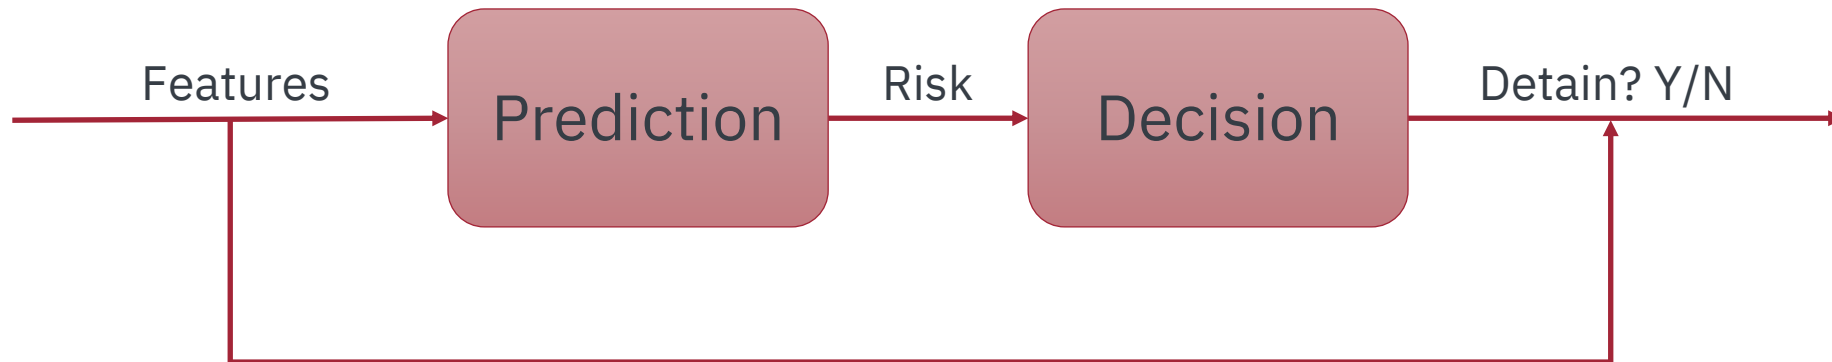 Features
Prediction
Risk
Decision
Detain? Y/N